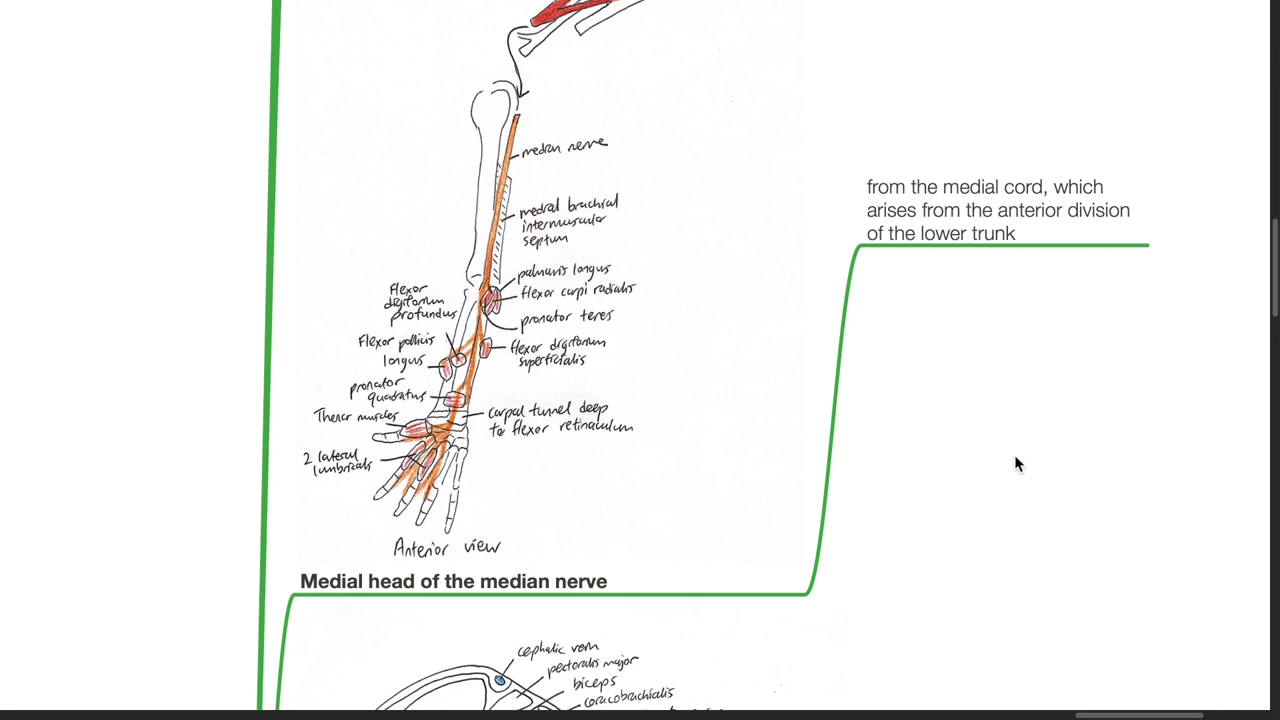 median nerve
from the medial cord, which
arises from the anterior division
of the lower trunk
medial brachial
intermuscular
septum
palmaris longus
flexor carpi radialis
pronator teres
flexor digitorum
superficialis
Flexor
digitorum
profundus
Flexor pollicis
longus
pronator
quadratus
Thenar muscles
carpal tunnel deep
to flexor retinaculum
2 lateral
lumbricals
Anterior view
Medial head of the median nerve
cephalic vein
pectoralis major
biceps
coracobrachialis